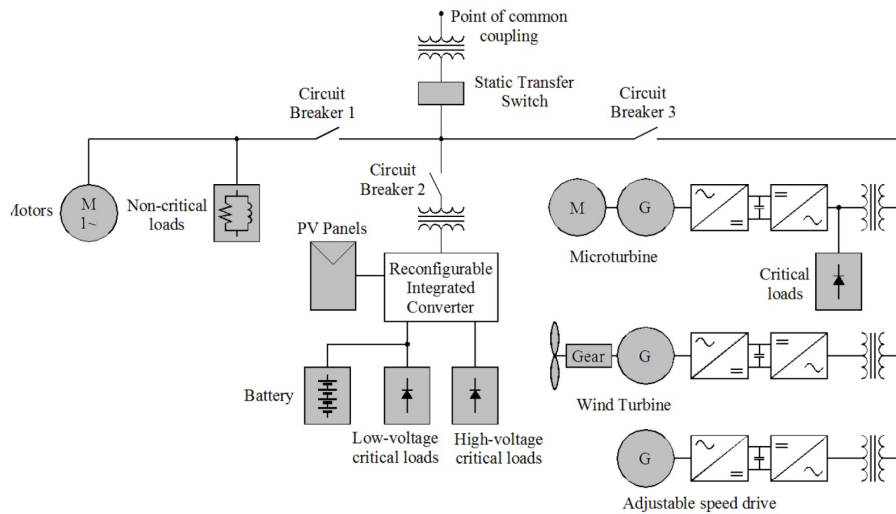 Point of common
coupling
Static Transfer
Switch
Circuit
Breaker 1
Circuit
Breaker 3
Circuit
Breaker 2
Motors
M
1~
Non-critical
loads
PV Panels
Reconfigurable
Integrated
Converter
Battery
Low-voltage
critical loads
High-voltage
critical loads
M
G
Microturbine
Critical
loads
Gear
G
Wind Turbine
G
Adjustable speed drive